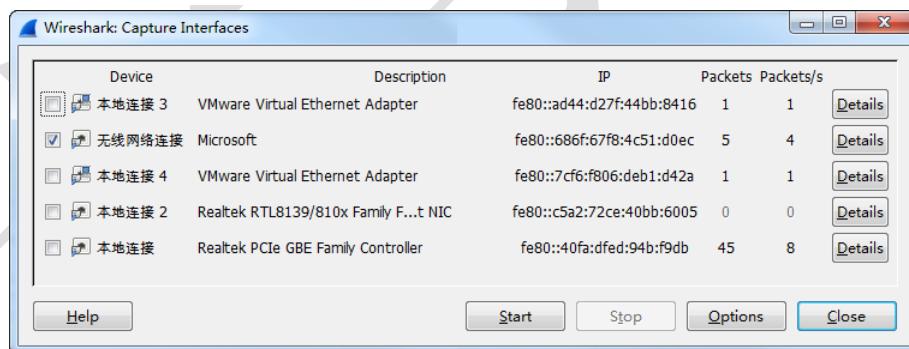 Wireshark: Capture Interfaces
Device Description IP Packets Packets/s
本地连接 3 VMware Virtual Ethernet Adapter fe80::ad44:d27f:44bb:8416 1 1 Details
无线网络连接 Microsoft fe80::686f:67f8:4c51:d0ec 5 4 Details
本地连接 4 VMware Virtual Ethernet Adapter fe80::7cf6:f806:deb1:d42a 1 1 Details
本地连接 2 Realtek RTL8139/810x Family F...t NIC fe80::c5a2:72ce:40bb:6005 0 0 Details
本地连接 Realtek PCIe GBE Family Controller fe80::40fa:dfed:94b:f9db 45 8 Details
Help Start Stop Options Close